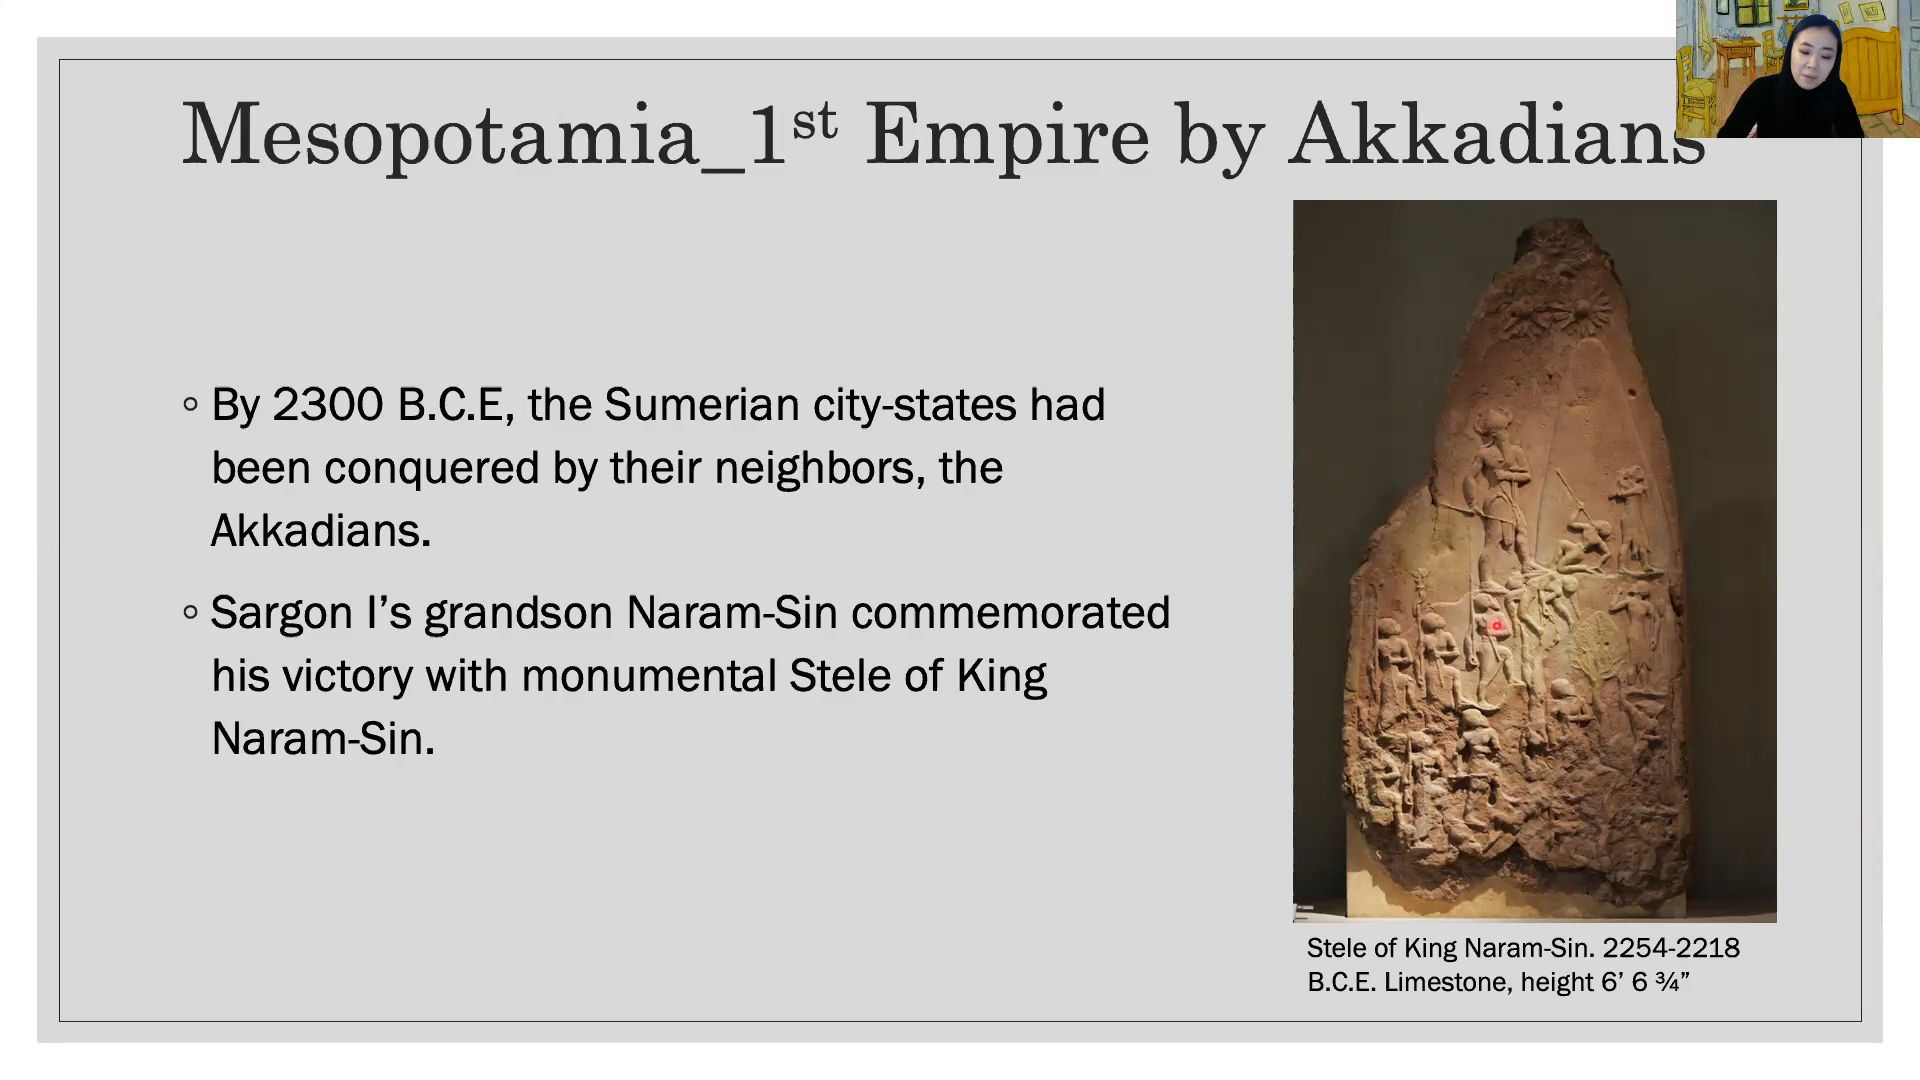 Mesopotamia_1st Empire by Akkadians
◦ By 2300 B.C.E, the Sumerian city-states had
been conquered by their neighbors, the
Akkadians.
◦ Sargon I’s grandson Naram-Sin commemorated
his victory with monumental Stele of King
Naram-Sin.
Stele of King Naram-Sin. 2254-2218
B.C.E. Limestone, height 6’ 6 ¾”